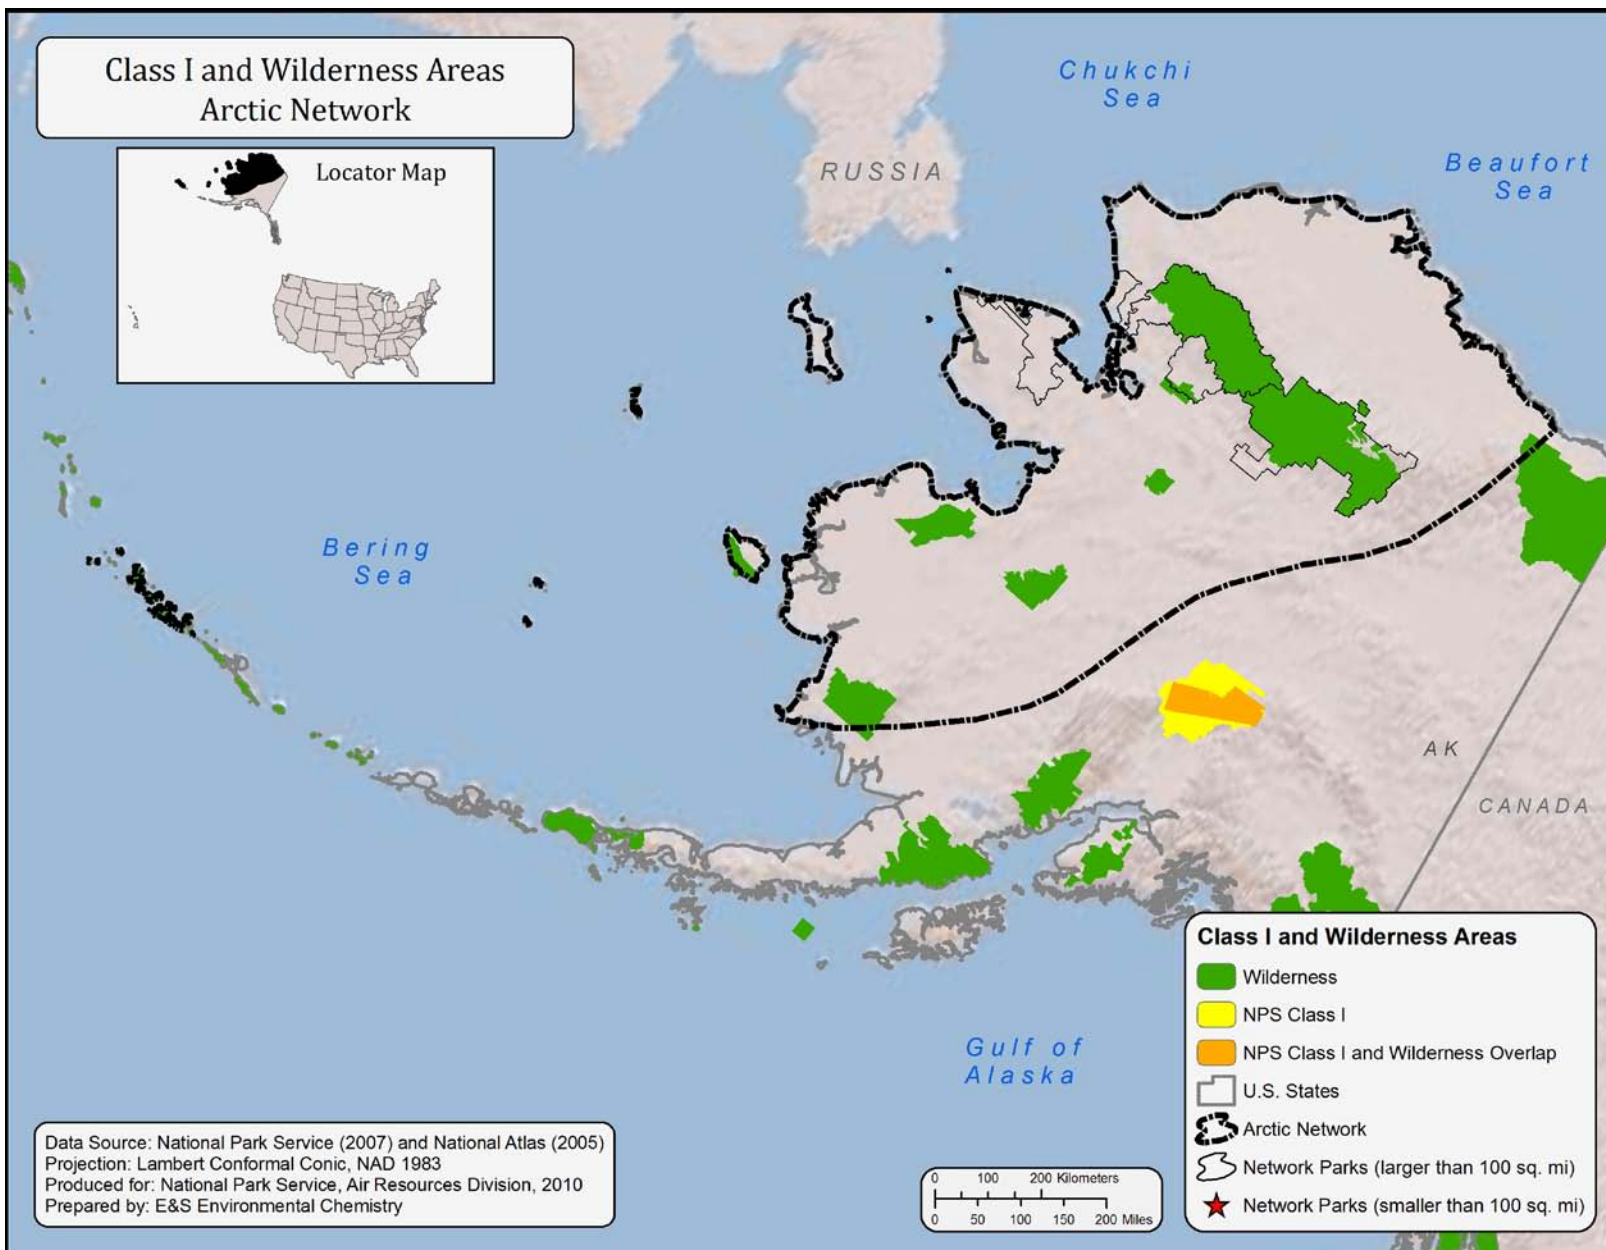 Class I and Wilderness Areas
Arctic Network
Locator Map
Chukchi
Sea
Beaufort
Sea
RUSSIA
Bering
Sea
AK
CANADA
Gulf of
Alaska
Class I and Wilderness Areas
Wilderness
NPS Class I
NPS Class I and Wilderness Overlap
U.S. States
Arctic Network
Network Parks (larger than 100 sq. mi)
Network Parks (smaller than 100 sq. mi)
Data Source: National Park Service (2007) and National Atlas (2005)
Projection: Lambert Conformal Conic, NAD 1983
Produced for: National Park Service, Air Resources Division, 2010
Prepared by: E&S Environmental Chemistry
0 100 200 Kilometers
0 50 100 150 200 Miles